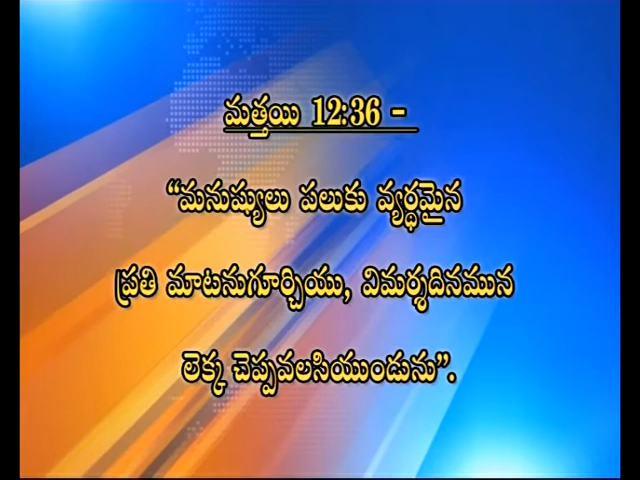 మత్తయి 12:36 -
“మనుష్యులు పలుకు వ్యర్థమైన
ప్రతి మాటనుగూర్చియు, విమర్శదినమున
లెక్క చెప్పవలసియుండును”.